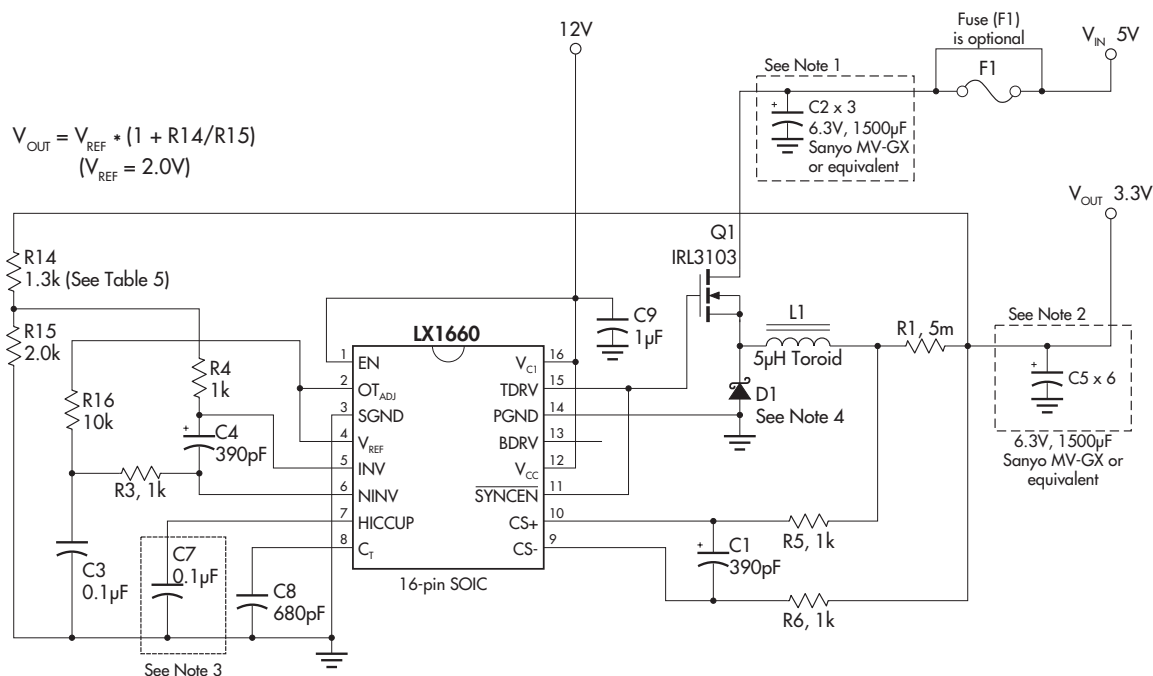 12V
Fuse (F1)
is optional
F1
V_IN 5V
See Note 1
+
C2 x 3
6.3V, 1500µF
Sanyo MV-GX
or equivalent
V_OUT = V_REF * (1 + R14/R15)
(V_REF = 2.0V)
V_OUT 3.3V
Q1
IRL3103
R14
1.3k (See Table 5)
R15
2.0k
R16
10k
R4
1k
+
C4
390pF
R3, 1k
C3
0.1µF
C7
0.1µF
See Note 3
C8
680pF
LX1660
1 EN
2 OT_ADJ
3 SGND
4 V_REF
5 INV
6 NINV
7 HICCUP
8 C_T
V_C1 16
TDRV 15
PGND 14
BDRV 13
V_CC 12
SYNCEN 11
CS+ 10
CS- 9
16-pin SOIC
C9
1µF
L1
5µH Toroid
R1, 5m
D1
See Note 4
See Note 2
+
C5 x 6
6.3V, 1500µF
Sanyo MV-GX or
equivalent
R5, 1k
+
C1
390pF
R6, 1k